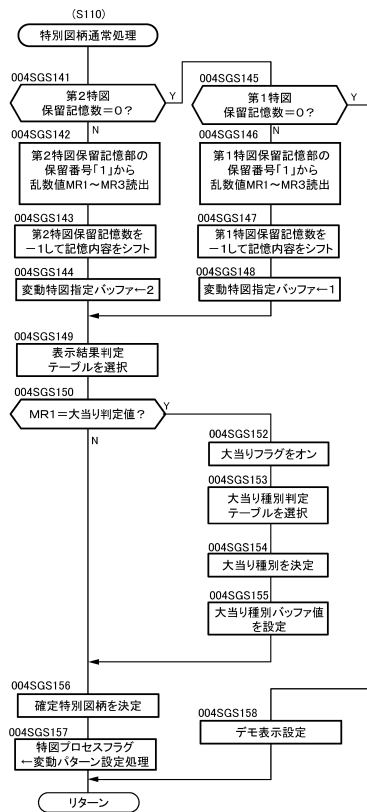 (S110)
特別図柄通常処理
004SGS141
第2特図
保留記憶数=0?
Y
N
004SGS145
第1特図
保留記憶数=0?
Y
N
004SGS142
第2特図保留記憶部の
保留番号「1」から
乱数値MR1~MR3読出
004SGS146
第1特図保留記憶部の
保留番号「1」から
乱数値MR1~MR3読出
004SGS143
第2特図保留記憶数を
-1して記憶内容をシフト
004SGS147
第1特図保留記憶数を
-1して記憶内容をシフト
004SGS144
変動特図指定バッファ←2
004SGS148
変動特図指定バッファ←1
004SGS149
表示結果判定
テーブルを選択
004SGS150
MR1=大当り判定値?
Y
N
004SGS152
大当りフラグをオン
004SGS153
大当り種別判定
テーブルを選択
004SGS154
大当り種別を決定
004SGS155
大当り種別バッファ値
を設定
004SGS156
確定特別図柄を決定
004SGS157
特図プロセスフラグ
←変動パターン設定処理
004SGS158
デモ表示設定
リターン